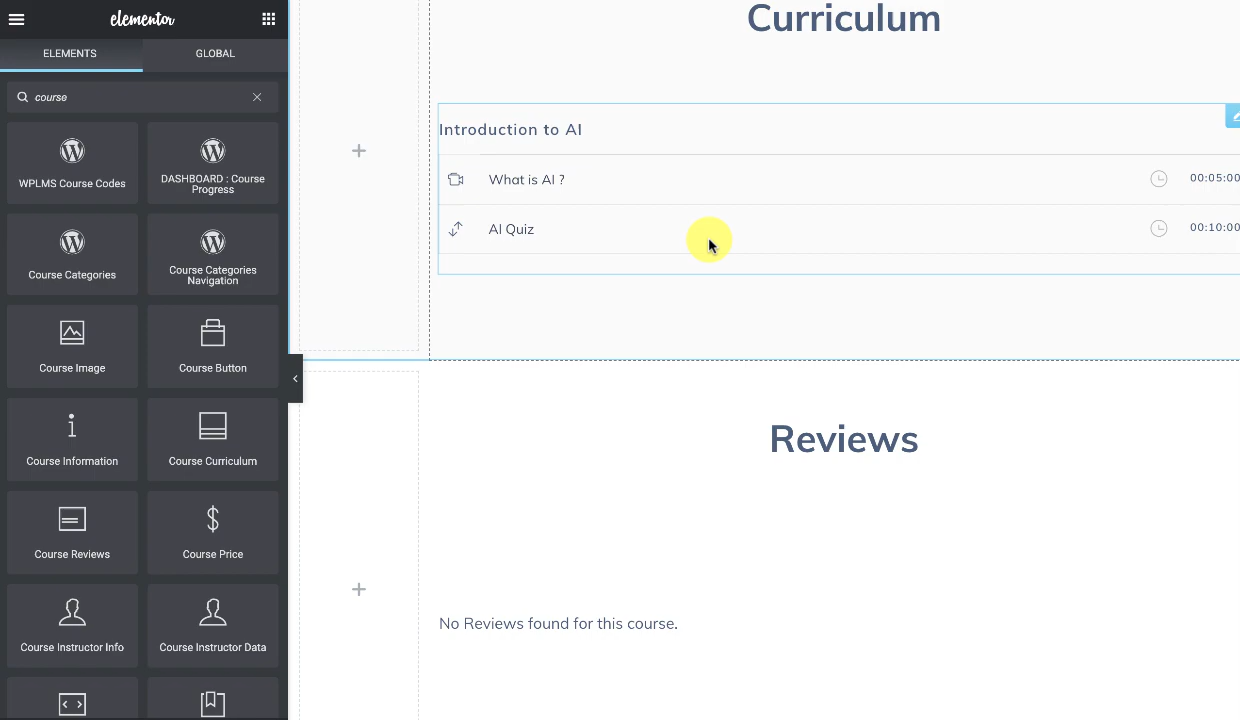 elementor
ELEMENTS
GLOBAL
course
WPLMS Course Codes
DASHBOARD : Course
Progress
Course Categories
Course Categories
Navigation
Course Image
Course Button
Course Information
Course Curriculum
Course Reviews
Course Price
Course Instructor Info
Course Instructor Data
Curriculum
Introduction to AI
What is AI ?
00:05:00
AI Quiz
00:10:00
Reviews
No Reviews found for this course.